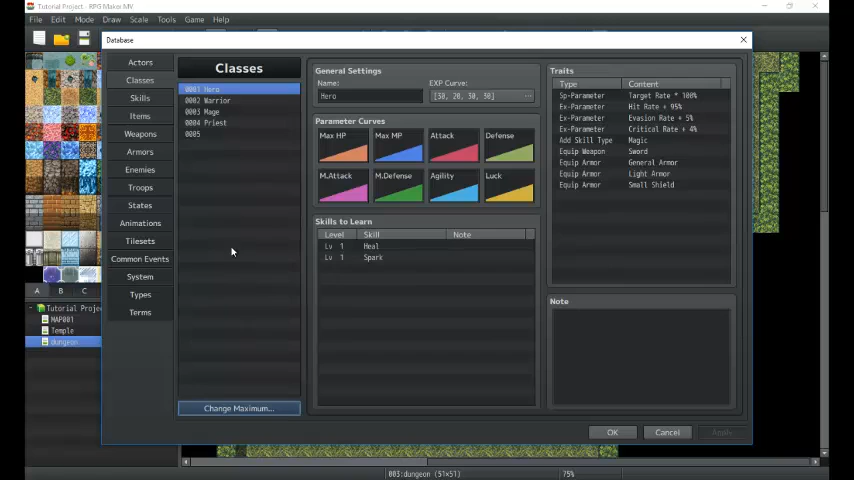 Tutorial Project - RPG Maker MV
File Edit Mode Draw Scale Tools Game Help
Database
Actors
Classes
Skills
Items
Weapons
Armors
Enemies
Troops
States
Animations
Tilesets
Common Events
System
Types
Terms
Classes
0001 Hero
0002 Warrior
0003 Mage
0004 Priest
0005
Change Maximum...
General Settings
Name: EXP Curve:
Hero [30, 20, 30, 30] ...
Parameter Curves
Max HP Max MP Attack Defense
M.Attack M.Defense Agility Luck
Skills to Learn
Level Skill Note
Lv 1 Heal
Lv 1 Spark
Traits
Type Content
Sp-Parameter Target Rate * 100%
Ex-Parameter Hit Rate + 95%
Ex-Parameter Evasion Rate + 5%
Ex-Parameter Critical Rate + 4%
Add Skill Type Magic
Equip Weapon Sword
Equip Armor General Armor
Equip Armor Light Armor
Equip Armor Small Shield
Note
OK Cancel Apply
A B C
Tutorial Proje
MAP001
Temple
dungeon
003:dungeon (51×51) 75%